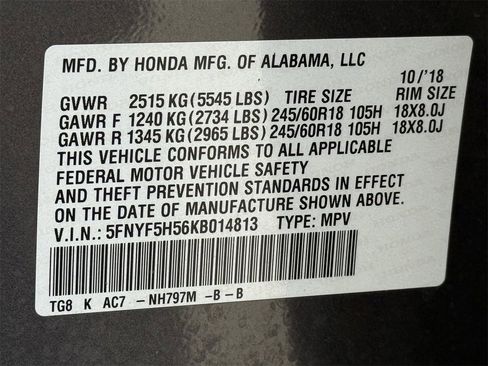 MFD. BY HONDA MFG. OF ALABAMA, LLC
10/'18
GVWR 2515 KG (5545 LBS) TIRE SIZE RIM SIZE
GAWR F 1240 KG (2734 LBS) 245/60R18 105H 18X8.0J
GAWR R 1345 KG (2965 LBS) 245/60R18 105H 18X8.0J
THIS VEHICLE CONFORMS TO ALL APPLICABLE
FEDERAL MOTOR VEHICLE SAFETY
AND THEFT PREVENTION STANDARDS IN EFFECT
ON THE DATE OF MANUFACTURE SHOWN ABOVE.
V.I.N.: 5FNYF5H56KB014813 TYPE: MPV
TG8 K AC7 -NH797M -B -B